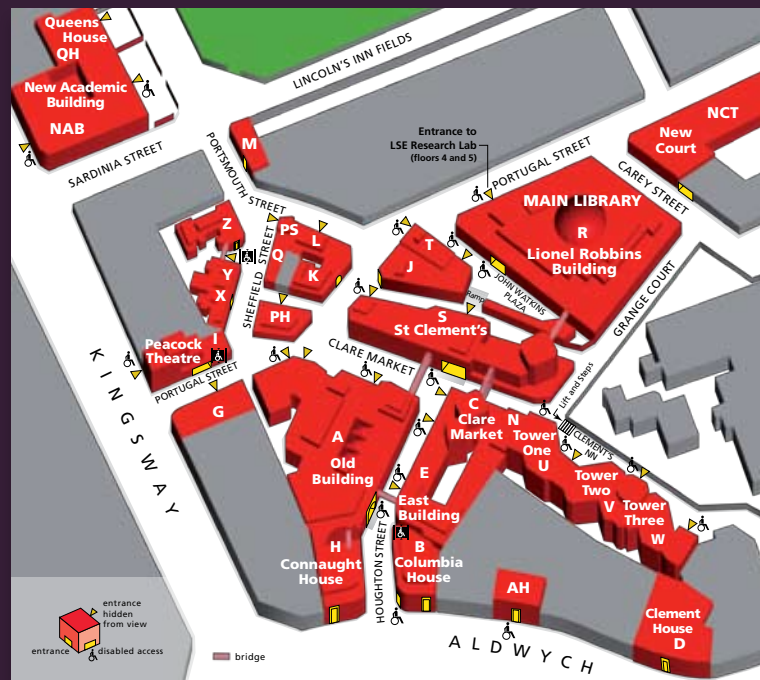 Queens
House
QH
New Academic
Building
NAB
SARDINIA STREET
LINCOLN'S INN FIELDS
PORTSMOUTH STREET
M
Entrance to
LSE Research Lab
(floors 4 and 5)
PORTUGAL STREET
NCT
New
Court
CAREY STREET
MAIN LIBRARY
R
Lionel Robbins
Building
Z
Y
X
SHEFFIELD STREET
PS
L
Q
K
PH
T
J
JOHN WATKINS
PLAZA
Ramp
GRANGE COURT
S
St Clement's
Peacock
Theatre
I
PORTUGAL STREET
G
KINGSWAY
CLARE MARKET
A
Old
Building
C
Clare
Market
N
Tower
One
U
Lift and Steps
CLEMENT'S
NN
Tower
Two
V
Tower
Three
W
E
East
Building
H
Connaught
House
HOUGHTON STREET
B
Columbia
House
AH
Clement
House
D
ALDWYCH
entrance
hidden
from view
entrance
disabled access
bridge